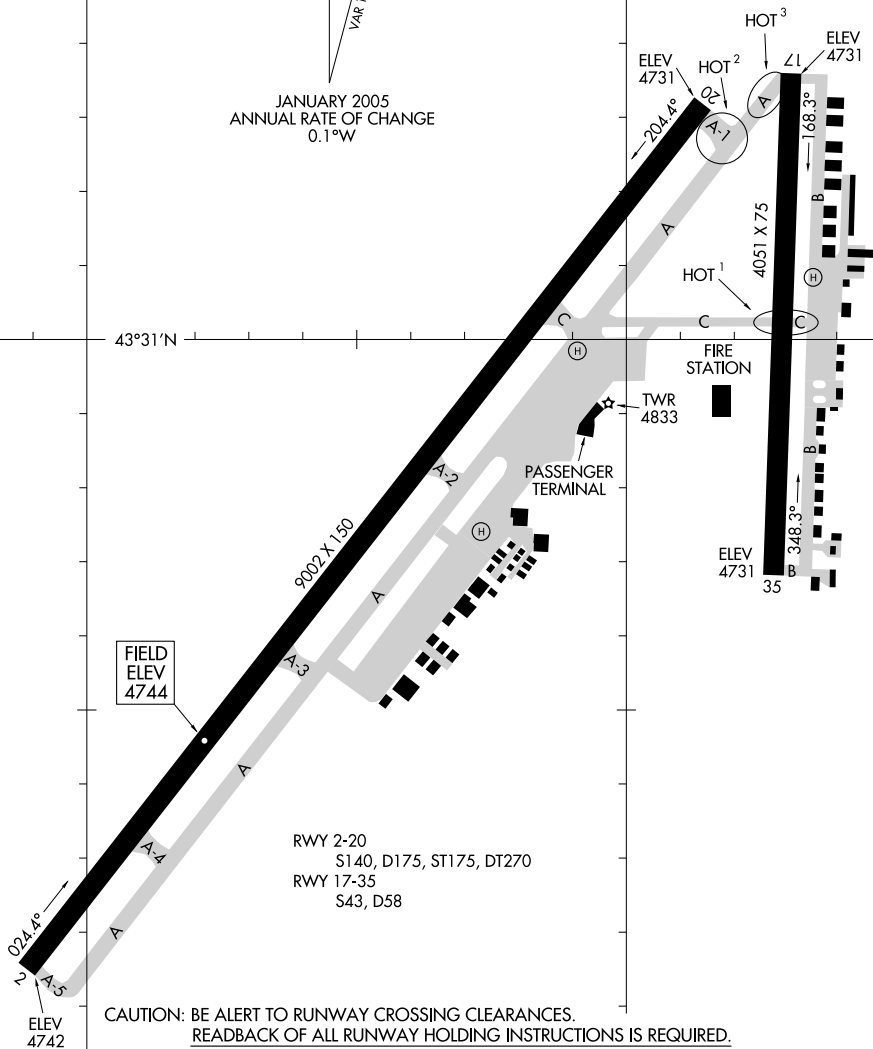 VAR
JANUARY 2005
ANNUAL RATE OF CHANGE
0.1°W
HOT 3
HOT 2
ELEV
4731
ELEV
4731
17
20
A
A-1
204.4°
168.3°
A
B
4051 X 75
HOT 1
H
C
C
C
43°31'N
H
FIRE
STATION
TWR
4833
PASSENGER
TERMINAL
A-2
B
H
9002 X 150
348.3°
ELEV
4731
B
35
A
A-3
FIELD
ELEV
4744
A
A-4
RWY 2-20
S140, D175, ST175, DT270
RWY 17-35
S43, D58
024.4°
A
2
A-5
ELEV
4742
CAUTION: BE ALERT TO RUNWAY CROSSING CLEARANCES.
READBACK OF ALL RUNWAY HOLDING INSTRUCTIONS IS REQUIRED.